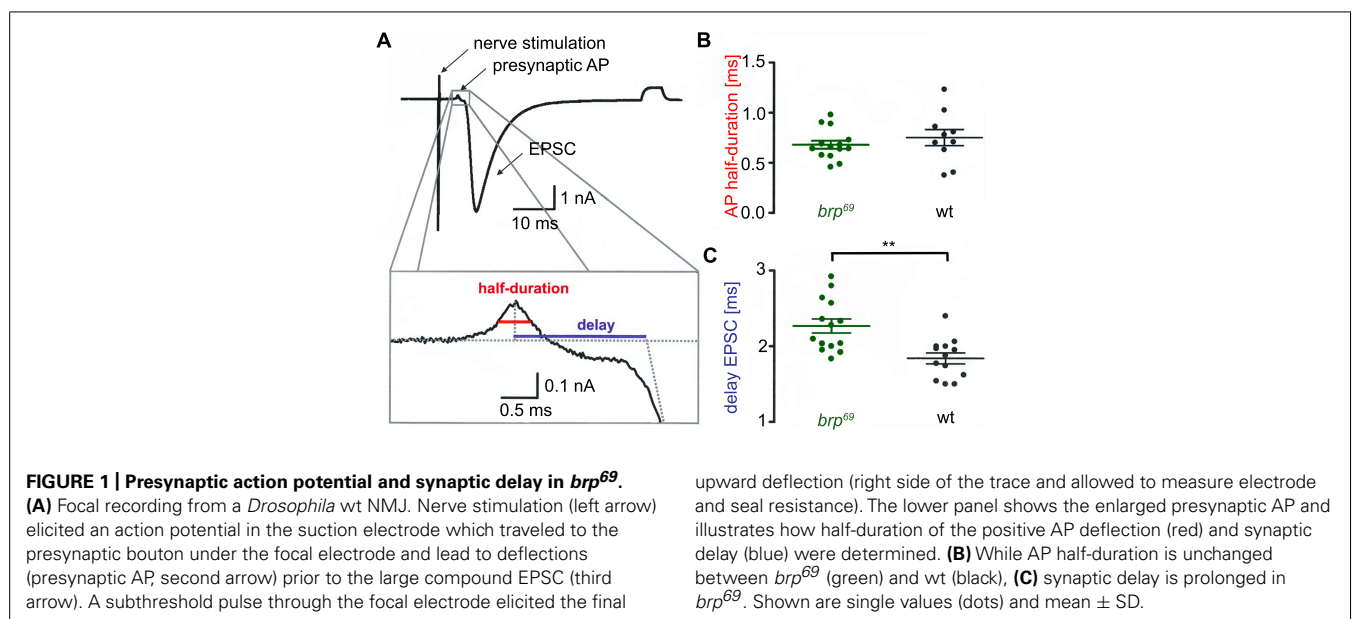 A
nerve stimulation
presynaptic AP
EPSC
1 nA
10 ms
half-duration
delay
0.1 nA
0.5 ms
B
AP half-duration [ms]
1.5
1.0
0.5
0.0
brp69
wt
C
**
delay EPSC [ms]
3
2
1
brp69
wt
FIGURE 1 | Presynaptic action potential and synaptic delay in brp69.
(A) Focal recording from a Drosophila wt NMJ. Nerve stimulation (left arrow)
elicited an action potential in the suction electrode which traveled to the
presynaptic bouton under the focal electrode and lead to deflections
(presynaptic AP, second arrow) prior to the large compound EPSC (third
arrow). A subthreshold pulse through the focal electrode elicited the final
upward deflection (right side of the trace and allowed to measure electrode
and seal resistance). The lower panel shows the enlarged presynaptic AP and
illustrates how half-duration of the positive AP deflection (red) and synaptic
delay (blue) were determined. (B) While AP half-duration is unchanged
between brp69 (green) and wt (black), (C) synaptic delay is prolonged in
brp69. Shown are single values (dots) and mean ± SD.